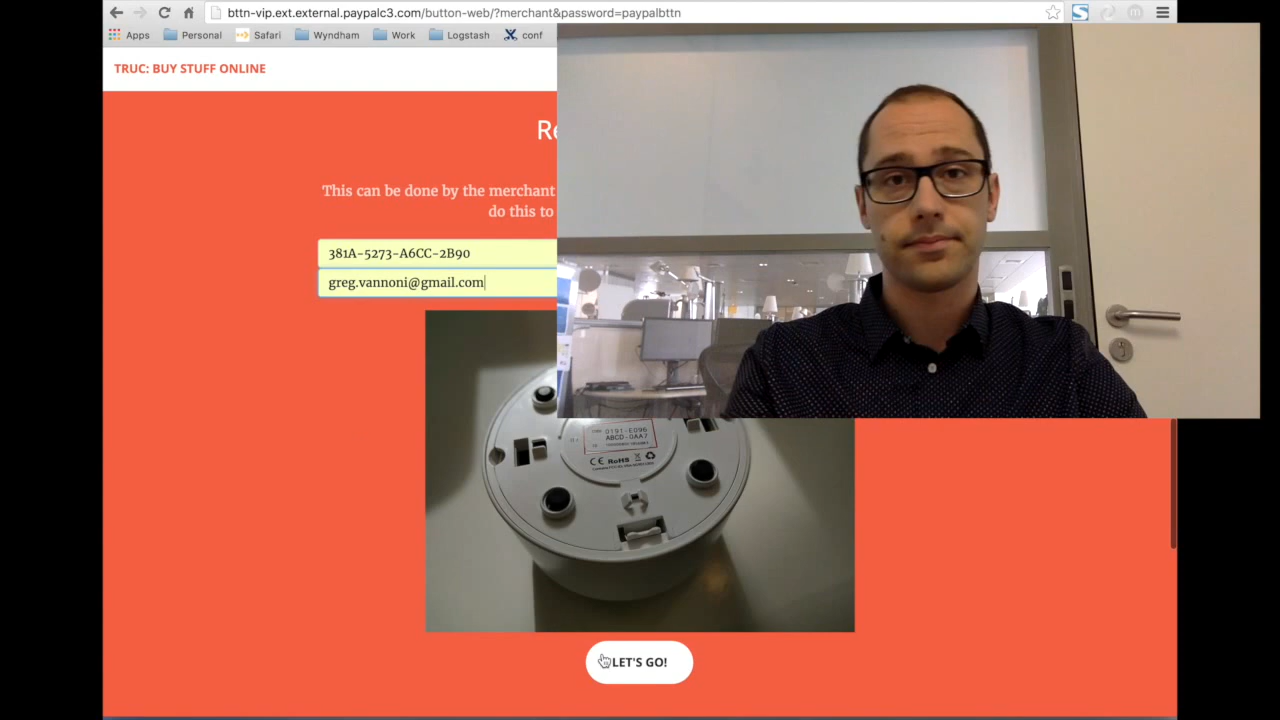 bttn-vip.ext.external.paypalc3.com/button-web/?merchant&password=paypalbttn
Apps Personal Safari Wyndham Work Logstash conf
TRUC: BUY STUFF ONLINE
Re
This can be done by the merchant
do this to
381A-5273-A6CC-2B90
greg.vannoni@gmail.com
0191-E096
ABCD-0AA7
CE RoHS
LET'S GO!